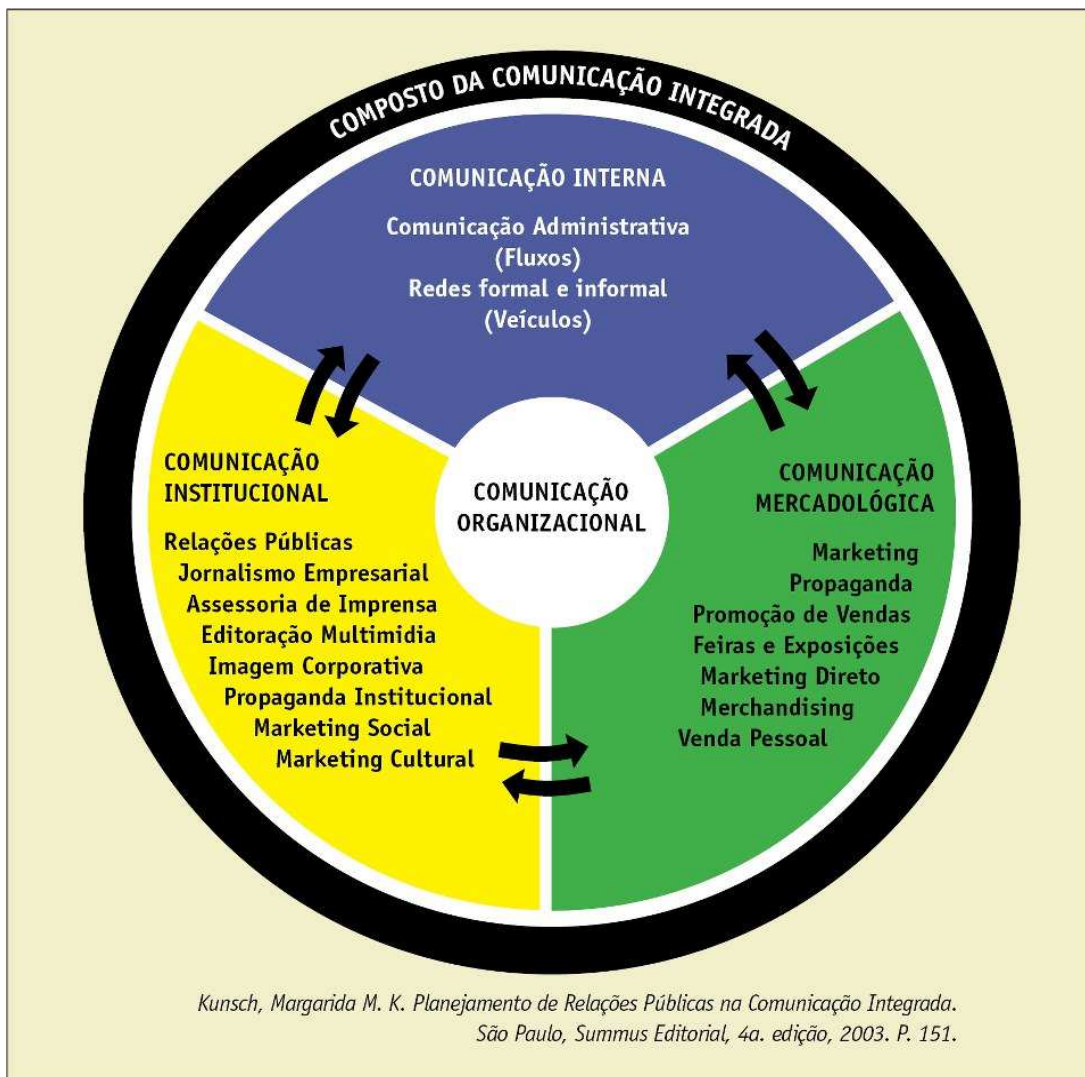 COMPOSTO DA COMUNICAÇÃO INTEGRADA
COMUNICAÇÃO INTERNA
Comunicação Administrativa
(Fluxos)
Redes formal e informal
(Veículos)
COMUNICAÇÃO
INSTITUCIONAL
Relações Públicas
Jornalismo Empresarial
Assessoria de Imprensa
Editoração Multimidia
Imagem Corporativa
Propaganda Institucional
Marketing Social
Marketing Cultural
COMUNICAÇÃO
ORGANIZACIONAL
COMUNICAÇÃO
MERCADOLÓGICA
Marketing
Propaganda
Promoção de Vendas
Feiras e Exposições
Marketing Direto
Merchandising
Venda Pessoal
Kunsch, Margarida M. K. Planejamento de Relações Públicas na Comunicação Integrada.
São Paulo, Summus Editorial, 4a. edição, 2003. P. 151.